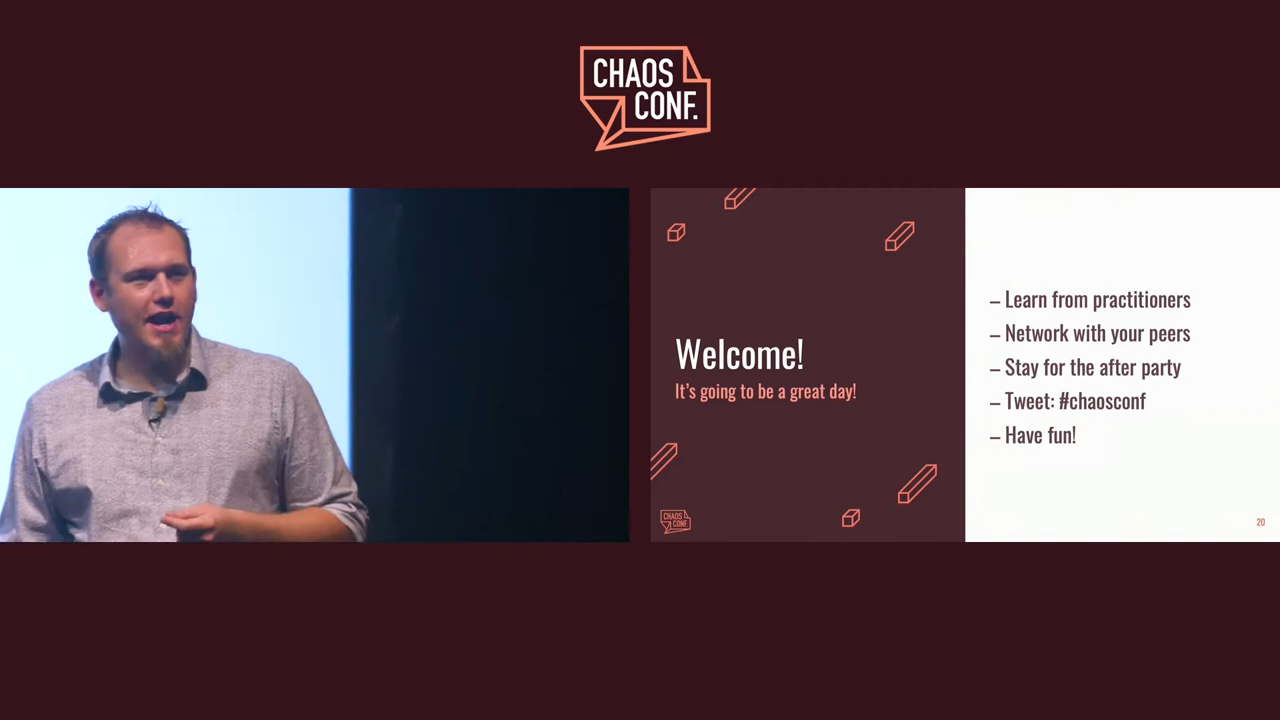 CHAOS
CONF.
Welcome!
It's going to be a great day!
– Learn from practitioners
– Network with your peers
– Stay for the after party
– Tweet: #chaosconf
– Have fun!
CHAOS
CONF
20